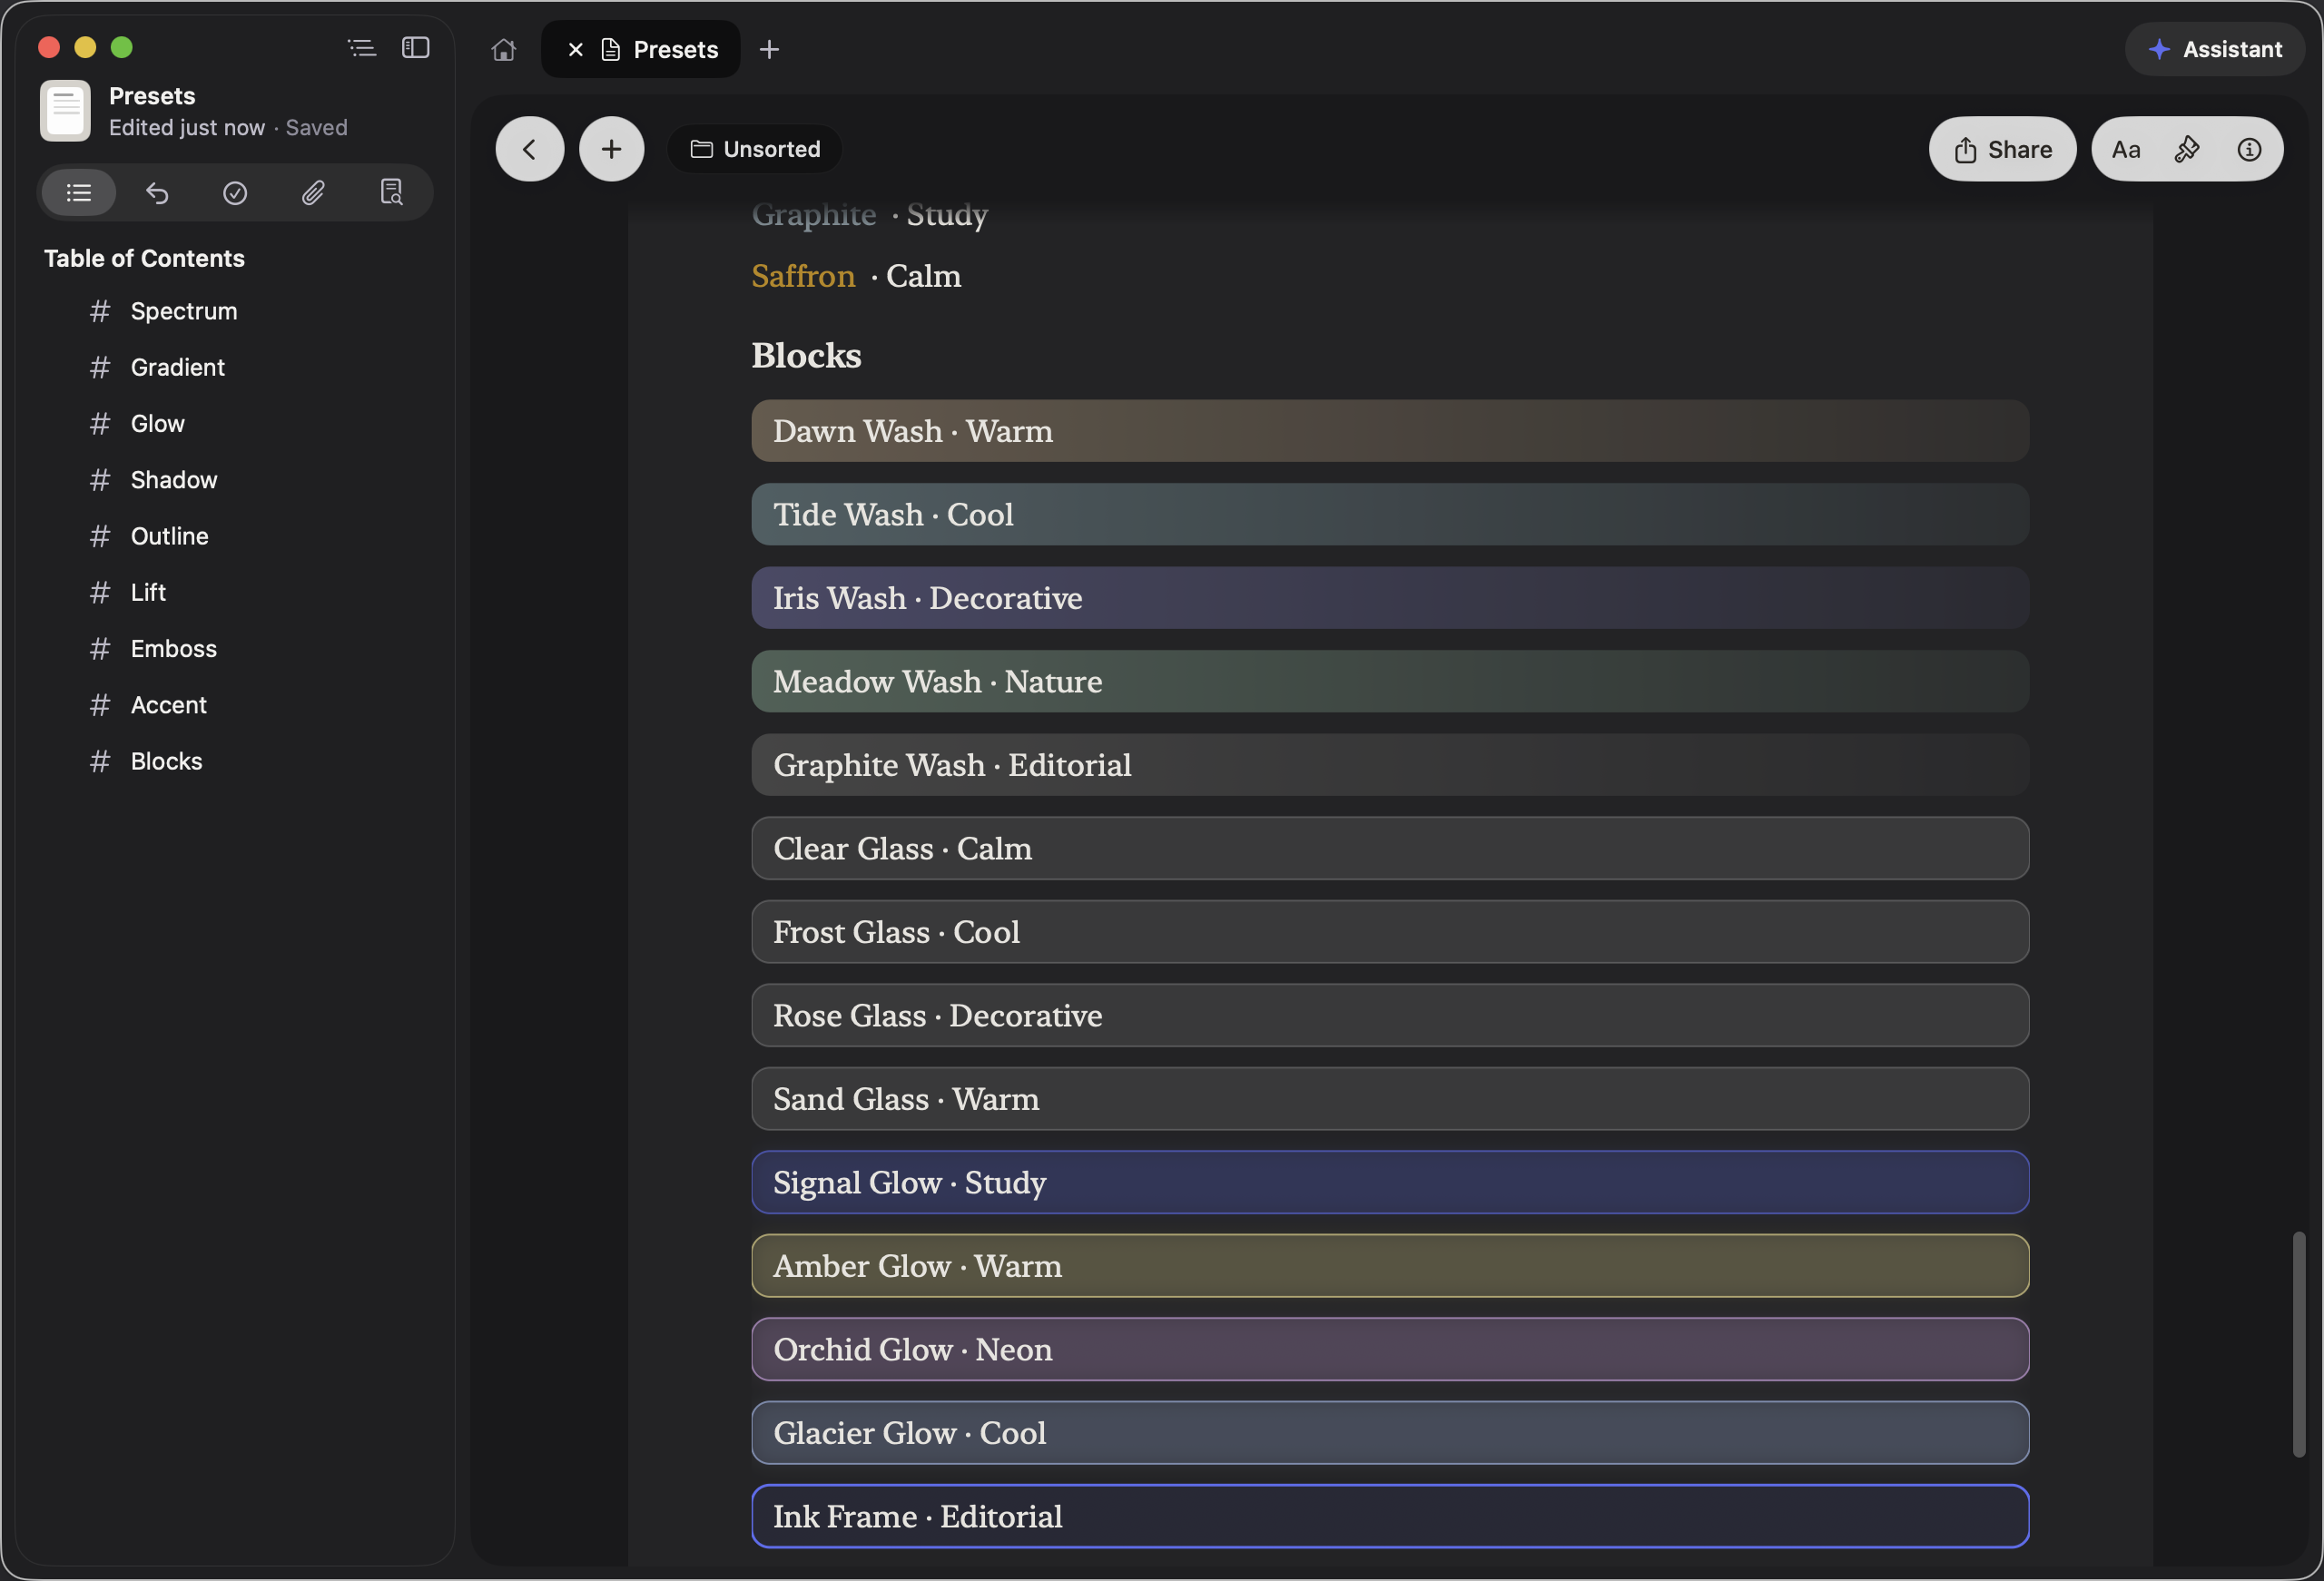 Presets
Edited just now · Saved
Table of Contents
# Spectrum
# Gradient
# Glow
# Shadow
# Outline
# Lift
# Emboss
# Accent
# Blocks
Presets
Assistant
Unsorted
Share
Aa
Graphite · Study
Saffron · Calm
Blocks
Dawn Wash · Warm
Tide Wash · Cool
Iris Wash · Decorative
Meadow Wash · Nature
Graphite Wash · Editorial
Clear Glass · Calm
Frost Glass · Cool
Rose Glass · Decorative
Sand Glass · Warm
Signal Glow · Study
Amber Glow · Warm
Orchid Glow · Neon
Glacier Glow · Cool
Ink Frame · Editorial